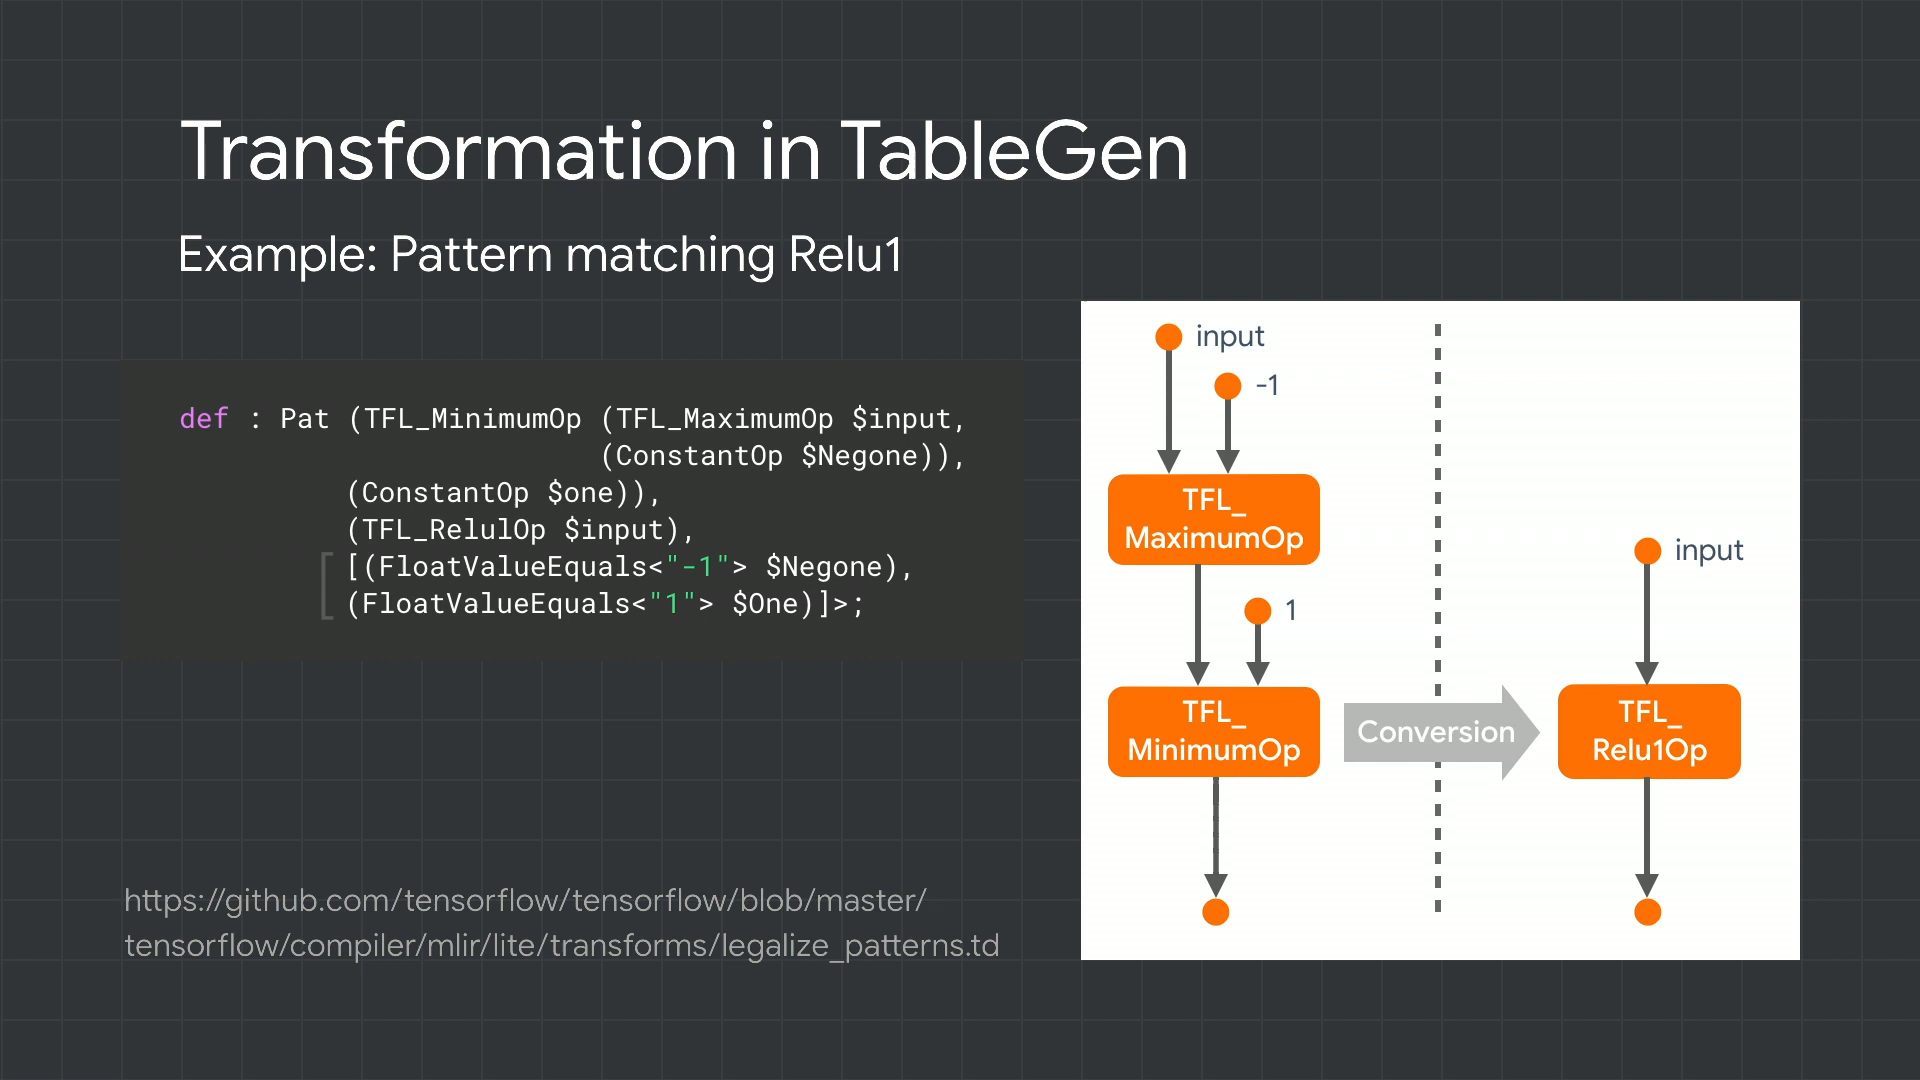 Transformation in TableGen
Example: Pattern matching Relu1
def : Pat (TFL_MinimumOp (TFL_MaximumOp $input,
(ConstantOp $Negone)),
(ConstantOp $one)),
(TFL_RelulOp $input),
[(FloatValueEquals<"-1"> $Negone),
(FloatValueEquals<"1"> $One)]>;
https://github.com/tensorflow/tensorflow/blob/master/
tensorflow/compiler/mlir/lite/transforms/legalize_patterns.td
input
-1
TFL_
MaximumOp
1
TFL_
MinimumOp
Conversion
input
TFL_
Relu1Op